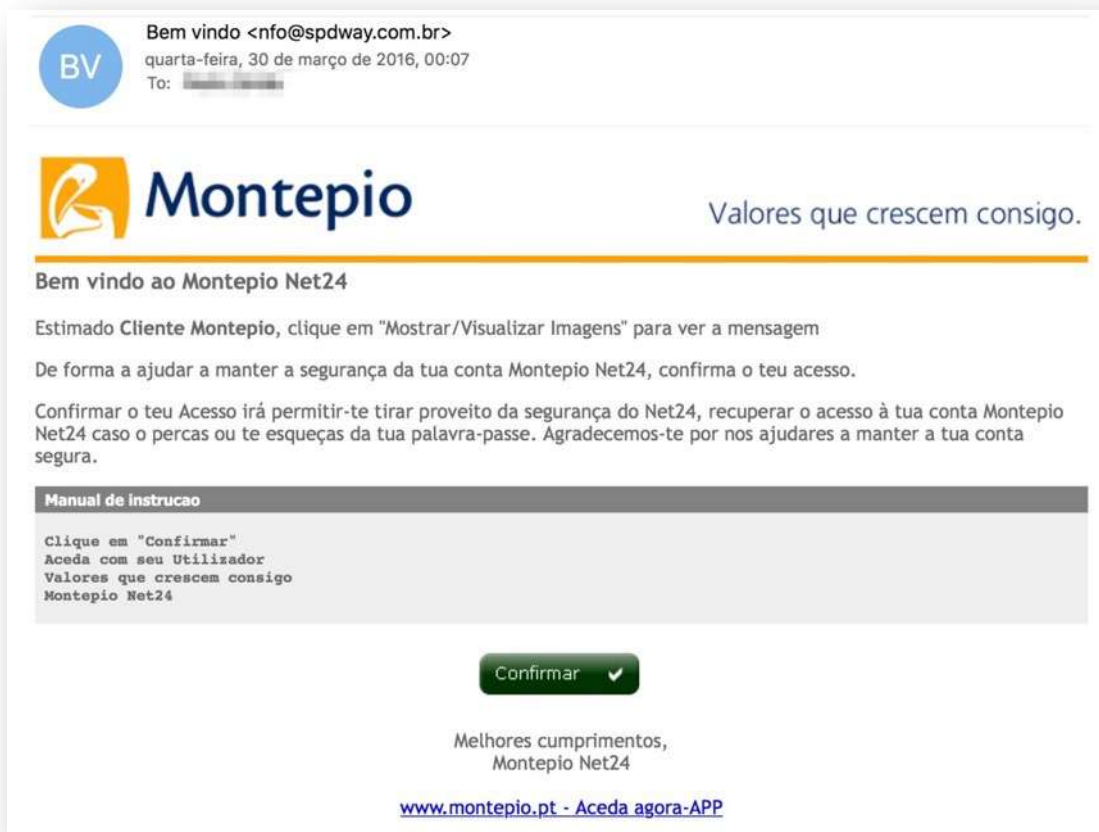 BV
Bem vindo <nfo@spdway.com.br>
quarta-feira, 30 de março de 2016, 00:07
To:
Montepio
Valores que crescem consigo.
Bem vindo ao Montepio Net24
Estimado Cliente Montepio, clique em "Mostrar/Visualizar Imagens" para ver a mensagem
De forma a ajudar a manter a segurança da tua conta Montepio Net24, confirma o teu acesso.
Confirmar o teu Acesso irá permitir-te tirar proveito da segurança do Net24, recuperar o acesso à tua conta Montepio
Net24 caso o percas ou te esqueças da tua palavra-passe. Agradecemos-te por nos ajudares a manter a tua conta
segura.
Manual de instrucao
Clique em "Confirmar"
Aceda com seu Utilizador
Valores que crescem consigo
Montepio Net24
Confirmar
Melhores cumprimentos,
Montepio Net24
www.montepio.pt - Aceda agora-APP